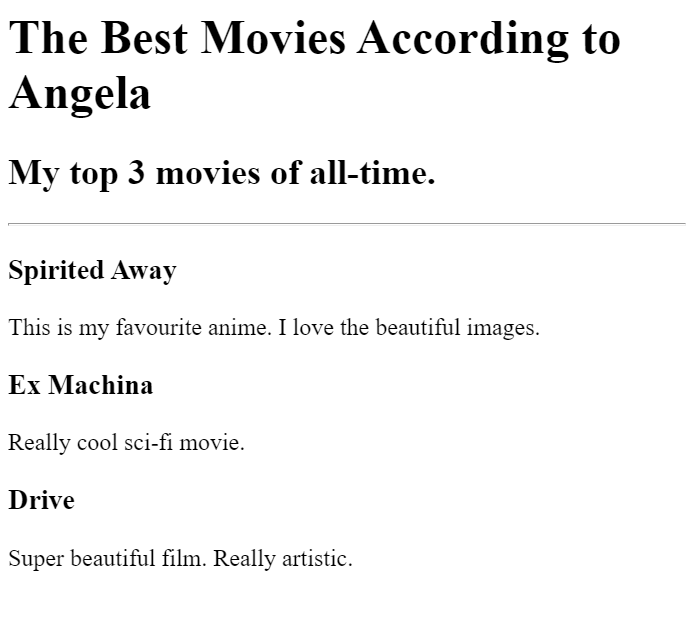 The Best Movies According to
Angela
My top 3 movies of all-time.
Spirited Away
This is my favourite anime. I love the beautiful images.
Ex Machina
Really cool sci-fi movie.
Drive
Super beautiful film. Really artistic.